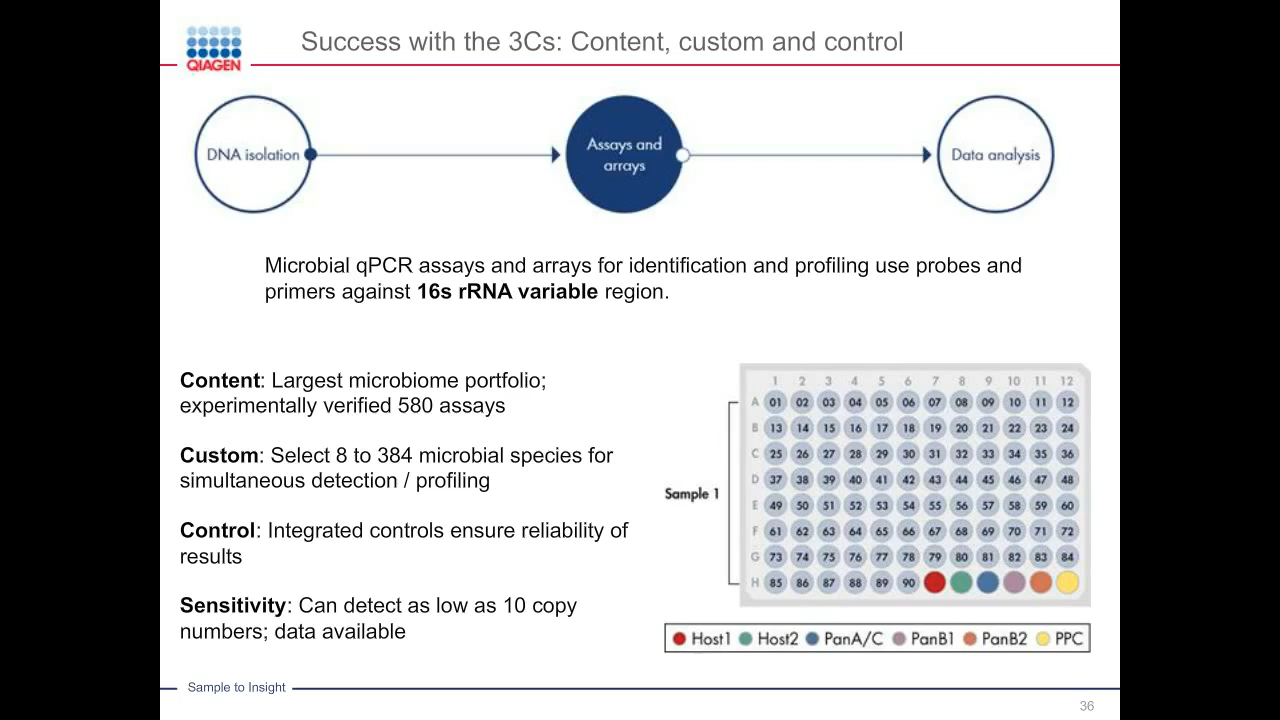 Success with the 3Cs: Content, custom and control
QIAGEN
DNA isolation
Assays and
arrays
Data analysis
Microbial qPCR assays and arrays for identification and profiling use probes and
primers against 16s rRNA variable region.
Content: Largest microbiome portfolio;
experimentally verified 580 assays
Custom: Select 8 to 384 microbial species for
simultaneous detection / profiling
Control: Integrated controls ensure reliability of
results
Sensitivity: Can detect as low as 10 copy
numbers; data available
1 2 3 4 5 6 7 8 9 10 11 12
A 01 02 03 04 05 06 07 08 09 10 11 12
B 13 14 15 16 17 18 19 20 21 22 23 24
C 25 26 27 28 29 30 31 32 33 34 35 36
D 37 38 39 40 41 42 43 44 45 46 47 48
Sample 1
E 49 50 51 52 53 54 55 56 57 58 59 60
F 61 62 63 64 65 66 67 68 69 70 71 72
G 73 74 75 76 77 78 79 80 81 82 83 84
H 85 86 87 88 89 90
Host1 Host2 PanA/C PanB1 PanB2 PPC
Sample to Insight
36